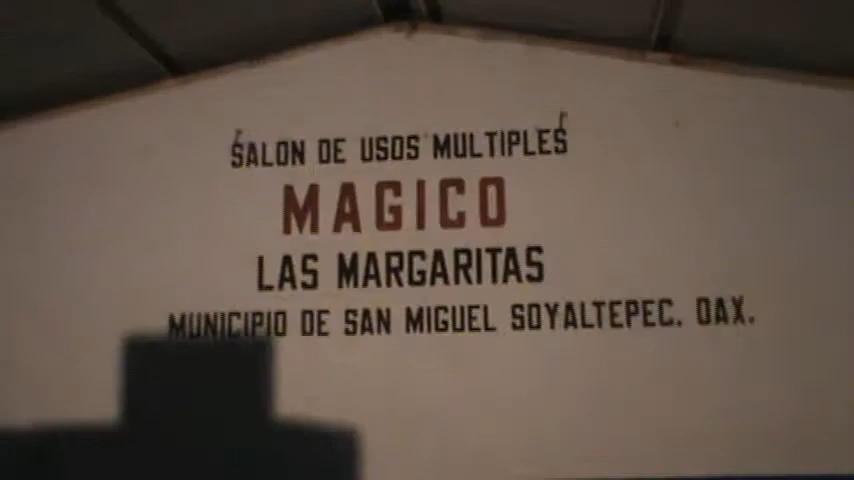 SALON DE USOS MULTIPLES
MAGICO
LAS MARGARITAS
MUNICIPIO DE SAN MIGUEL SOYALTEPEC. OAX.